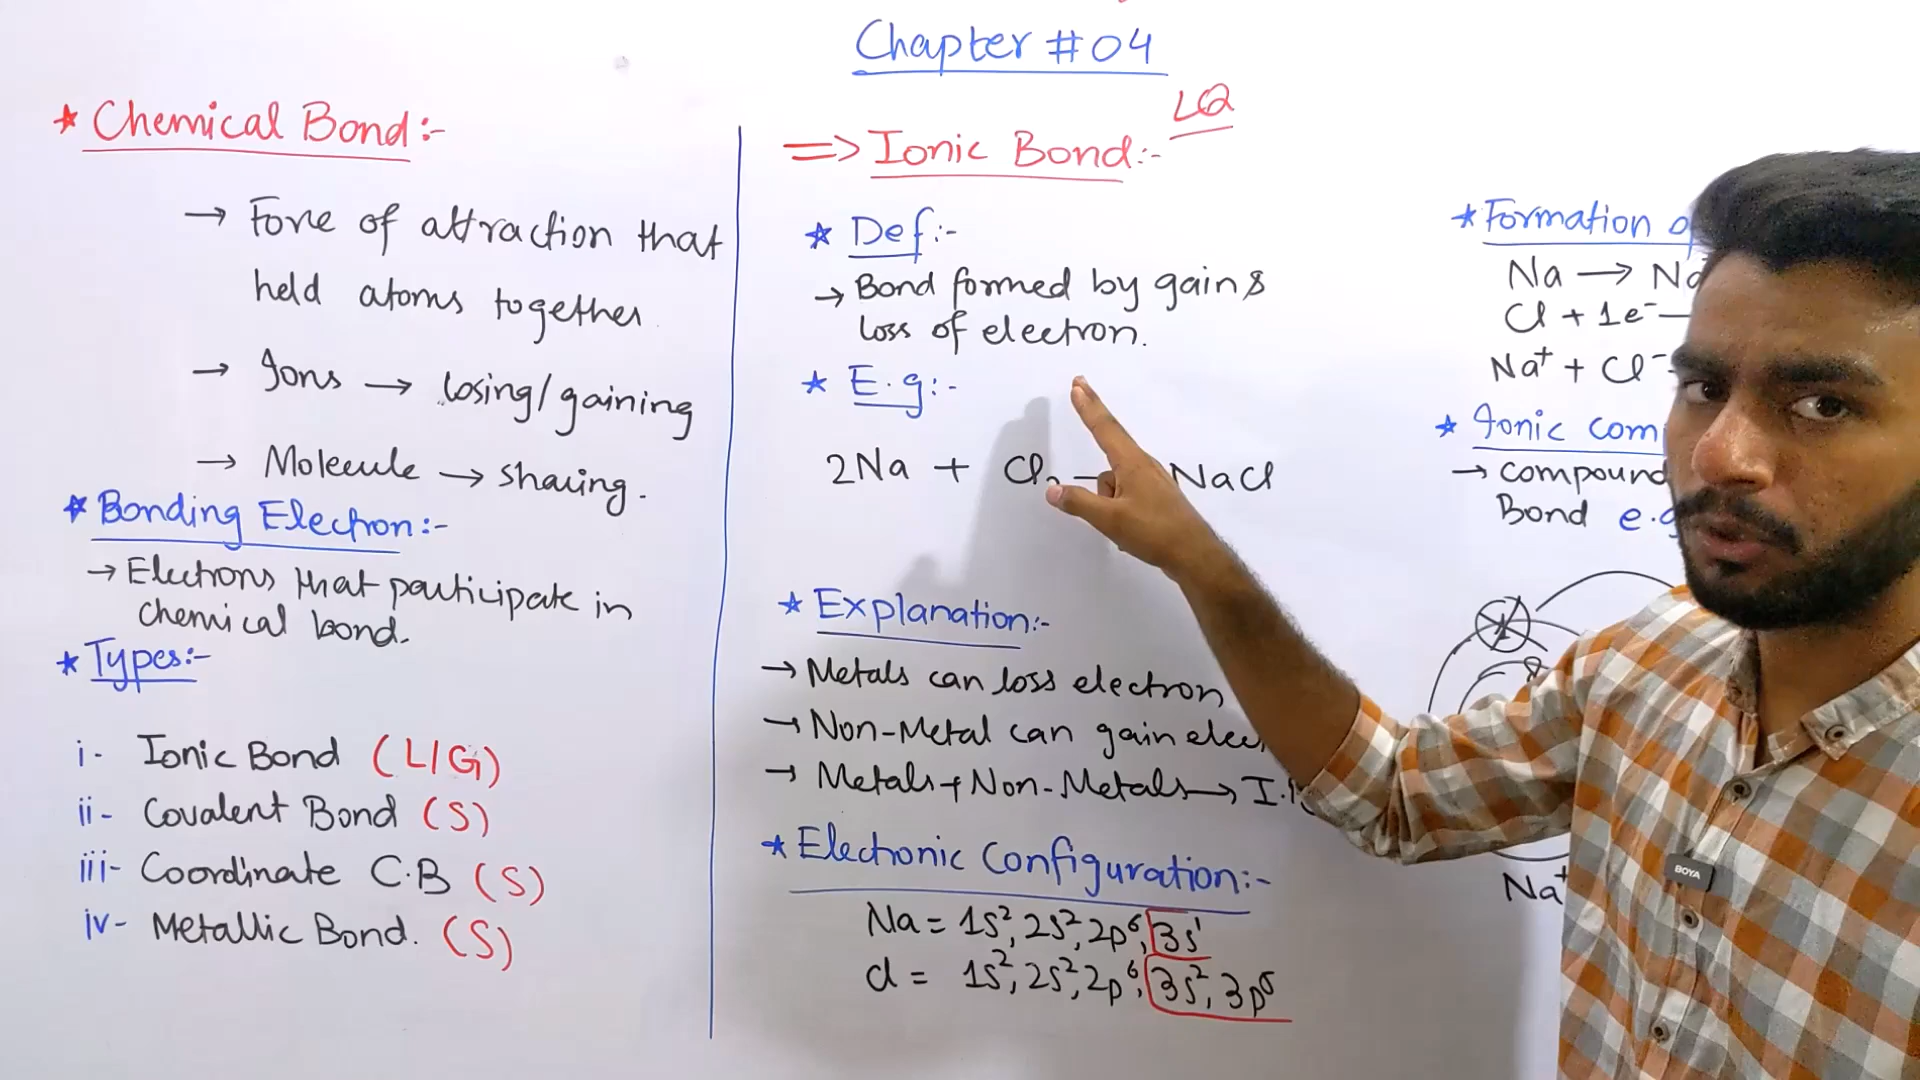 Chapter #04
* Chemical Bond:-
→ Force of attraction that
held atoms together
→ Ions → losing/gaining
→ Molecule → sharing.
* Bonding Electron:-
→ Electrons that participate in
chemical bond.
* Types:-
i- Ionic Bond (L/G)
ii- Covalent Bond (S)
iii- Coordinate C.B (S)
iv- Metallic Bond. (S)
LQ
=> Ionic Bond:-
* Def:-
→ Bond formed by gain &
loss of electron.
* E.g:-
2Na + Cl₂ NaCl
* Explanation:-
→ Metals can loss electron
→ Non-Metal can gain elec
→ Metals + Non-Metals → I.
* Electronic Configuration:-
Na = 1s², 2s², 2p⁶, 3s¹
Cl = 1s², 2s², 2p⁶, 3s², 3p⁵
* Formation
Na → Na
Cl + 1e⁻
Na⁺ + Cl⁻
* Ionic com
→ compound
Bond e.g
8
Na⁺
BOYA